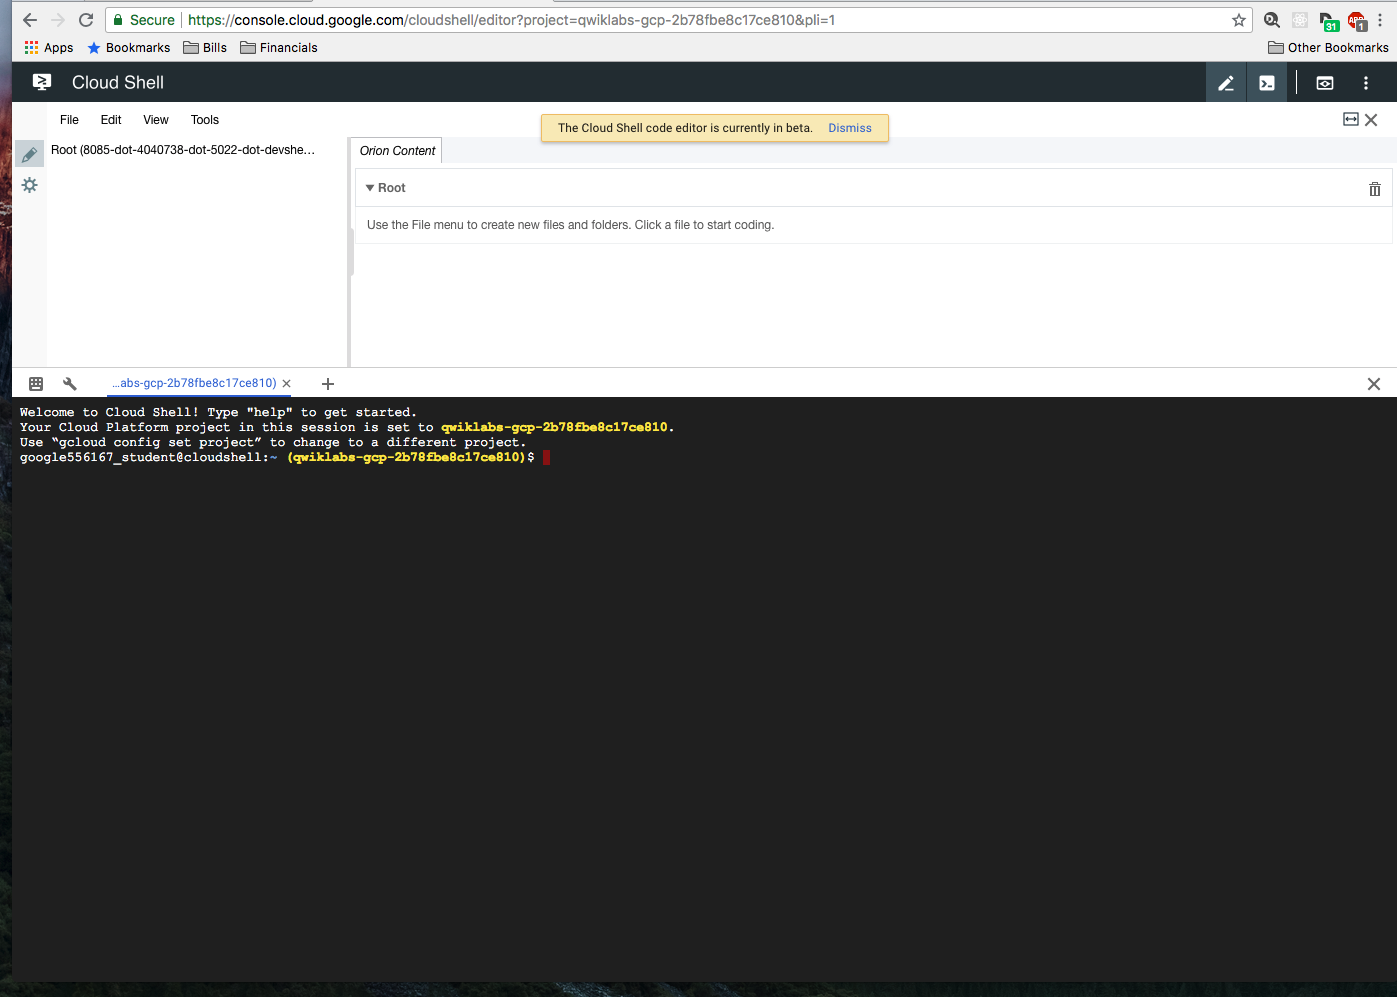 Secure https://console.cloud.google.com/cloudshell/editor?project=qwiklabs-gcp-2b78fbe8c17ce810&pli=1
31
1
Apps Bookmarks Bills Financials Other Bookmarks
Cloud Shell
File Edit View Tools
The Cloud Shell code editor is currently in beta. Dismiss
Root (8085-dot-4040738-dot-5022-dot-devshe...
Orion Content
Root
Use the File menu to create new files and folders. Click a file to start coding.
...abs-gcp-2b78fbe8c17ce810)
Welcome to Cloud Shell! Type "help" to get started.
Your Cloud Platform project in this session is set to qwiklabs-gcp-2b78fbe8c17ce810.
Use “gcloud config set project” to change to a different project.
google556167_student@cloudshell:~ (qwiklabs-gcp-2b78fbe8c17ce810)$